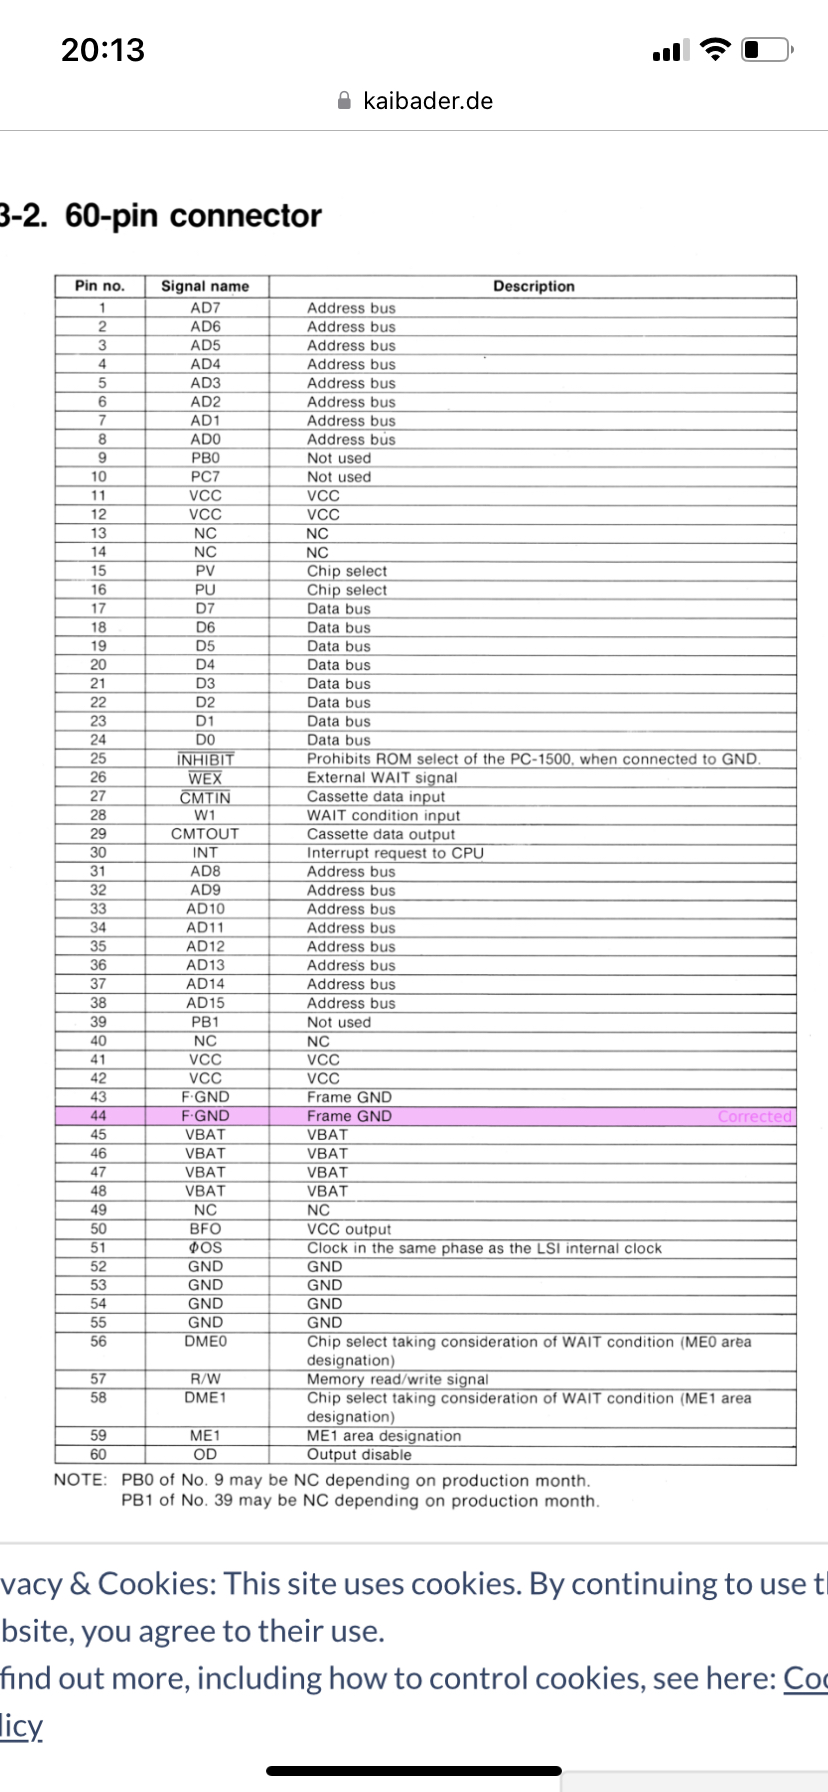 20:13
kaibader.de
3-2. 60-pin connector
Pin no. Signal name Description
1 AD7 Address bus
2 AD6 Address bus
3 AD5 Address bus
4 AD4 Address bus
5 AD3 Address bus
6 AD2 Address bus
7 AD1 Address bus
8 AD0 Address bus
9 PB0 Not used
10 PC7 Not used
11 VCC VCC
12 VCC VCC
13 NC NC
14 NC NC
15 PV Chip select
16 PU Chip select
17 D7 Data bus
18 D6 Data bus
19 D5 Data bus
20 D4 Data bus
21 D3 Data bus
22 D2 Data bus
23 D1 Data bus
24 D0 Data bus
25 INHIBIT Prohibits ROM select of the PC-1500, when connected to GND.
26 WEX External WAIT signal
27 CMTIN Cassette data input
28 W1 WAIT condition input
29 CMTOUT Cassette data output
30 INT Interrupt request to CPU
31 AD8 Address bus
32 AD9 Address bus
33 AD10 Address bus
34 AD11 Address bus
35 AD12 Address bus
36 AD13 Address bus
37 AD14 Address bus
38 AD15 Address bus
39 PB1 Not used
40 NC NC
41 VCC VCC
42 VCC VCC
43 F·GND Frame GND
44 F·GND Frame GND Corrected
45 VBAT VBAT
46 VBAT VBAT
47 VBAT VBAT
48 VBAT VBAT
49 NC NC
50 BFO VCC output
51 ΦOS Clock in the same phase as the LSI internal clock
52 GND GND
53 GND GND
54 GND GND
55 GND GND
56 DME0 Chip select taking consideration of WAIT condition (ME0 area
designation)
57 R/W Memory read/write signal
58 DME1 Chip select taking consideration of WAIT condition (ME1 area
designation)
59 ME1 ME1 area designation
60 OD Output disable
NOTE: PB0 of No. 9 may be NC depending on production month.
PB1 of No. 39 may be NC depending on production month.
vacy & Cookies: This site uses cookies. By continuing to use t
bsite, you agree to their use.
find out more, including how to control cookies, see here: Coo
licy